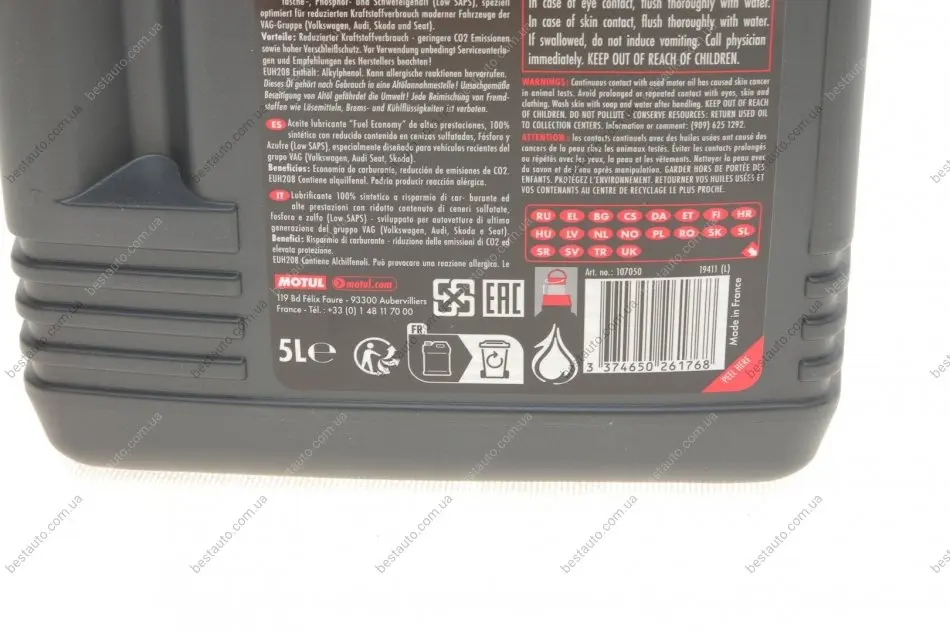 Tasche-, Phosphor- und Schwefelgehalt (Low SAPS), speziell
optimiert für reduzierten Kraftstoffverbrauch moderner Fahrzeuge der
VAG-Gruppe (Volkswagen, Audi, Skoda und Seat).
Vorteile: Reduzierter Kraftstoffverbrauch - geringere CO2 Emissionen
sowie hoher Verschleißschutz. Vor Verwendung unbedingt Serviceunterla-
gen und Empfehlungen des Herstellers beachten!
EUH208 Enthält: Alkylphenol. Kann allergische reaktionen hervorrufen.
Dieses Öl gehört nach Gebrauch in eine Altölannahmestelle! Unsachgemäße
Beseitigung von Altöl gefährdet die Umwelt! Jede Beimischung von Fremd-
stoffen wie Lösemitteln, Brems- und Kühlflüssigkeiten ist verboten.
ES Aceite lubricante "Fuel Economy" de altas prestaciones, 100%
sintético con reducido contenido en cenizas sulfatadas, Fósforo y
Azufre (Low SAPS), especialmente diseñado para vehículos recientes del
grupo VAG (Volkswagen, Audi Seat, Skoda).
Beneficios: Economía de carburante, reducción de emisiones de CO2.
EUH208 Contiene alquilfenol. Podría producir reacción alérgica.
IT Lubrificante 100% sintetico a risparmio di car- burante ed
alte prestazioni con ridotto contenuto di ceneri solfatate,
fosforo e zolfo (Low SAPS) - sviluppato per autovetture di ultima
generazione del gruppo VAG (Volkswagen, Audi, Skoda e Seat).
Benefici: Risparmio di carburante - riduzione delle emissioni di CO2 ed
elevata protezione.
EUH208 Contiene Alchilfenoli. Può provocare una reazione allergica. Le
MOTUL motul.com
119 Bd Félix Faure - 93300 Aubervilliers
France - Tél.: +33 (0) 1 48 11 70 00
5L e
FR
EAC
In case of eye contact, flush thoroughly with water.
In case of skin contact, flush thoroughly with water.
If swallowed, do not induce vomiting. Call physician
immediately. KEEP OUT OF REACH OF CHILDREN.
WARNINGS: Continuous contact with used motor oil has caused skin cancer
in animal tests. Avoid prolonged or repeated contact with eyes, skin and
clothing. Wash skin with soap and water after handling. KEEP OUT OF REACH
OF CHILDREN. DO NOT POLLUTE - CONSERVE RESOURCES: RETURN USED OIL
TO COLLECTION CENTERS. Information or comment: (909) 625 1292.
ATTENTION : les contacts continuels avec des huiles usées ont causé des
cancers de la peau chez les animaux testés. Éviter les contacts prolongés
ou répétés avec les yeux, la peau et les vêtements. Nettoyer la peau avec
du savon et de l'eau après manipulation. GARDER HORS DE PORTÉE DES
ENFANTS. PROTÉGEZ L'ENVIRONNEMENT. RETOURNER VOS HUILES USÉES ET
VOS CONTENANTS AU CENTRE DE RECYCLAGE LE PLUS PROCHE.
RU EL BG CS DA ET FI HR
HU LV NL NO PL RO SK SL
SR SV TR UK
Art. no.: 107050 19411 (L)
3 374650 261768
Made in France
PEEL HERE
bestauto.com.ua